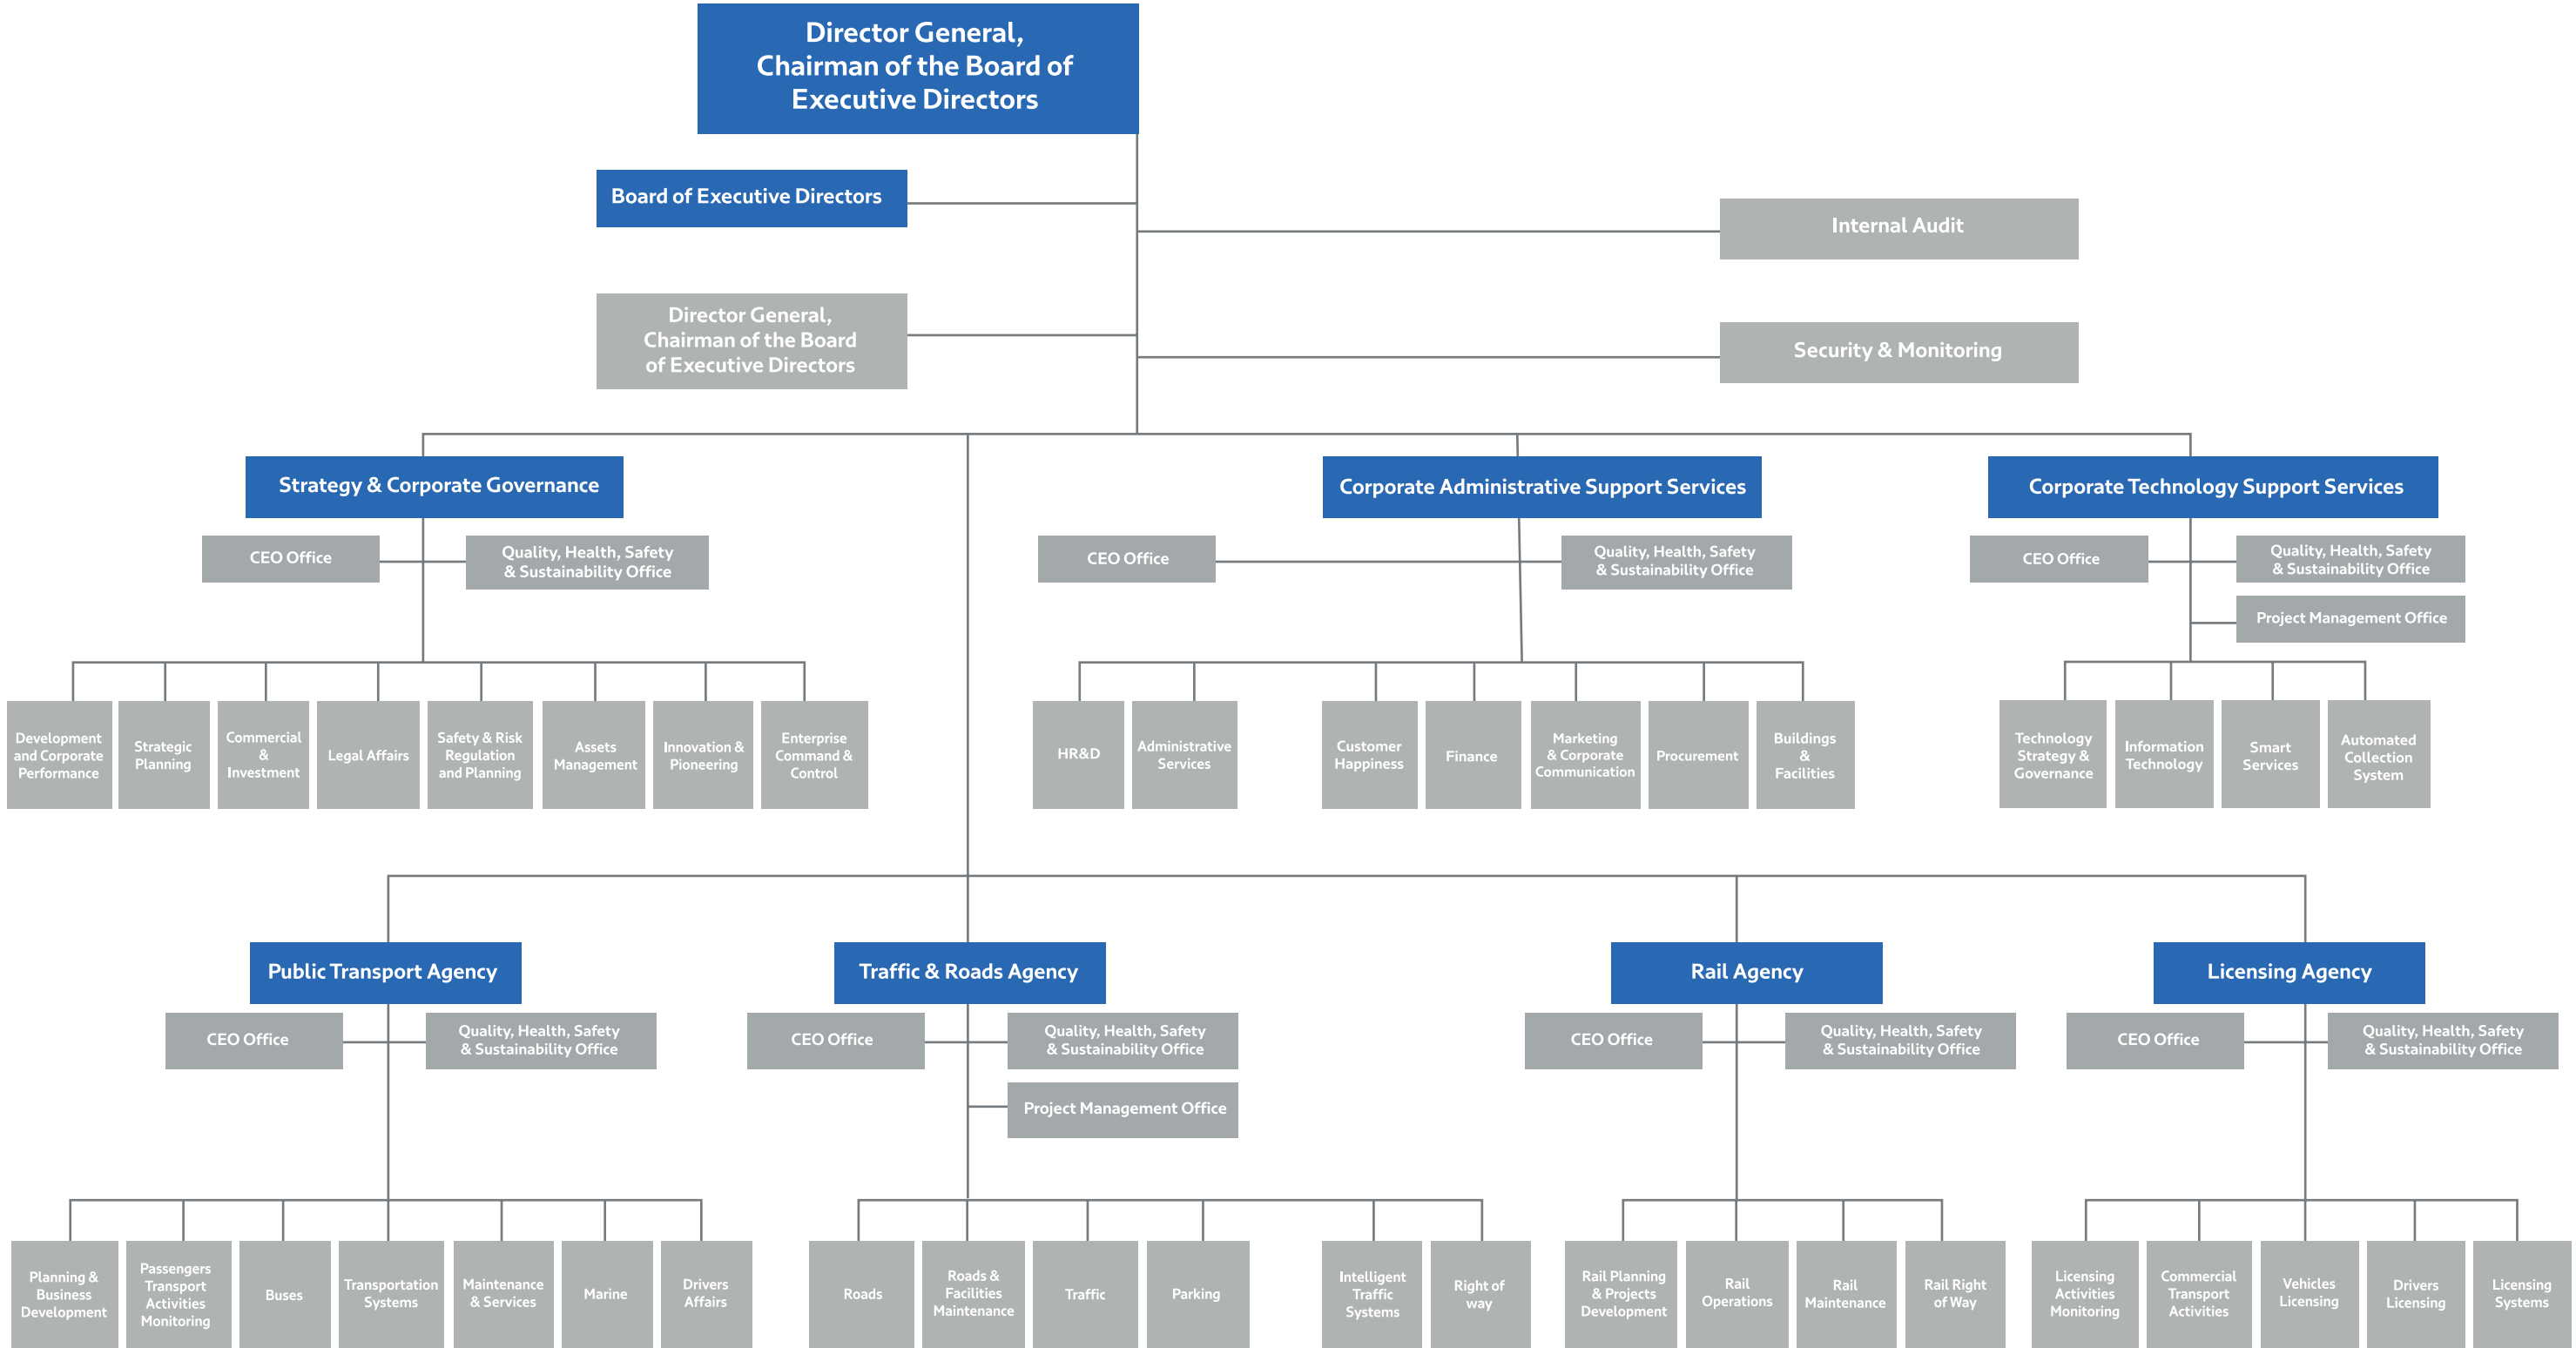 Director General,
Chairman of the Board of
Executive Directors
Board of Executive Directors
Internal Audit
Director General,
Chairman of the Board
of Executive Directors
Security & Monitoring
Strategy & Corporate Governance
CEO Office
Quality, Health, Safety
& Sustainability Office
Development
and Corporate
Performance
Strategic
Planning
Commercial
&
Investment
Legal Affairs
Safety & Risk
Regulation
and Planning
Assets
Management
Innovation &
Pioneering
Enterprise
Command &
Control
Corporate Administrative Support Services
CEO Office
Quality, Health, Safety
& Sustainability Office
HR&D
Administrative
Services
Customer
Happiness
Finance
Marketing
& Corporate
Communication
Procurement
Buildings
&
Facilities
Corporate Technology Support Services
CEO Office
Quality, Health, Safety
& Sustainability Office
Project Management Office
Technology
Strategy &
Governance
Information
Technology
Smart
Services
Automated
Collection
System
Public Transport Agency
CEO Office
Quality, Health, Safety
& Sustainability Office
Planning &
Business
Development
Passengers
Transport
Activities
Monitoring
Buses
Transportation
Systems
Maintenance
& Services
Marine
Drivers
Affairs
Traffic & Roads Agency
CEO Office
Quality, Health, Safety
& Sustainability Office
Project Management Office
Roads
Roads &
Facilities
Maintenance
Traffic
Parking
Intelligent
Traffic
Systems
Right of
way
Rail Agency
CEO Office
Quality, Health, Safety
& Sustainability Office
Rail Planning
& Projects
Development
Rail
Operations
Rail
Maintenance
Rail Right
of Way
Licensing Agency
CEO Office
Quality, Health, Safety
& Sustainability Office
Licensing
Activities
Monitoring
Commercial
Transport
Activities
Vehicles
Licensing
Drivers
Licensing
Licensing
Systems